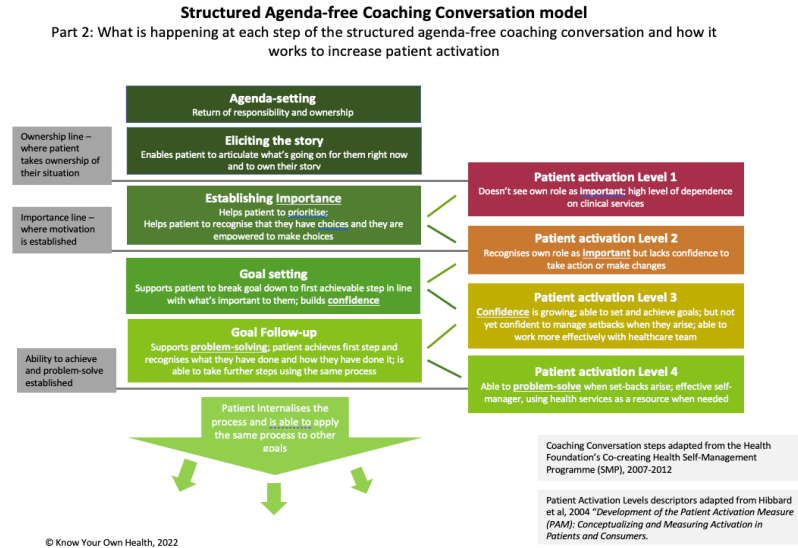 Structured Agenda-free Coaching Conversation model
Part 2: What is happening at each step of the structured agenda-free coaching conversation and how it
works to increase patient activation
Agenda-setting
Return of responsibility and ownership
Ownership line –
where patient
takes ownership of
their situation
Eliciting the story
Enables patient to articulate what's going on for them right now
and to own their story
Patient activation Level 1
Doesn't see own role as important; high level of dependence
on clinical services
Establishing Importance
Helps patient to prioritise;
Helps patient to recognise that they have choices and they are
empowered to make choices
Importance line –
where motivation
is established
Patient activation Level 2
Recognises own role as important but lacks confidence to
take action or make changes
Goal setting
Supports patient to break goal down to first achievable step in line
with what's important to them; builds confidence
Patient activation Level 3
Confidence is growing; able to set and achieve goals; but not
yet confident to manage setbacks when they arise; able to
work more effectively with healthcare team
Goal Follow-up
Supports problem-solving; patient achieves first step and
recognises what they have done and how they have done it; is
able to take further steps using the same process
Ability to achieve
and problem-solve
established
Patient activation Level 4
Able to problem-solve when set-backs arise; effective self-
manager, using health services as a resource when needed
Patient internalises the
process and is able to apply
the same process to other
goals
Coaching Conversation steps adapted from the Health
Foundation's Co-creating Health Self-Management
Programme (SMP), 2007-2012
Patient Activation Levels descriptors adapted from Hibbard
et al, 2004 "Development of the Patient Activation Measure
(PAM): Conceptualizing and Measuring Activation in
Patients and Consumers.
© Know Your Own Health, 2022